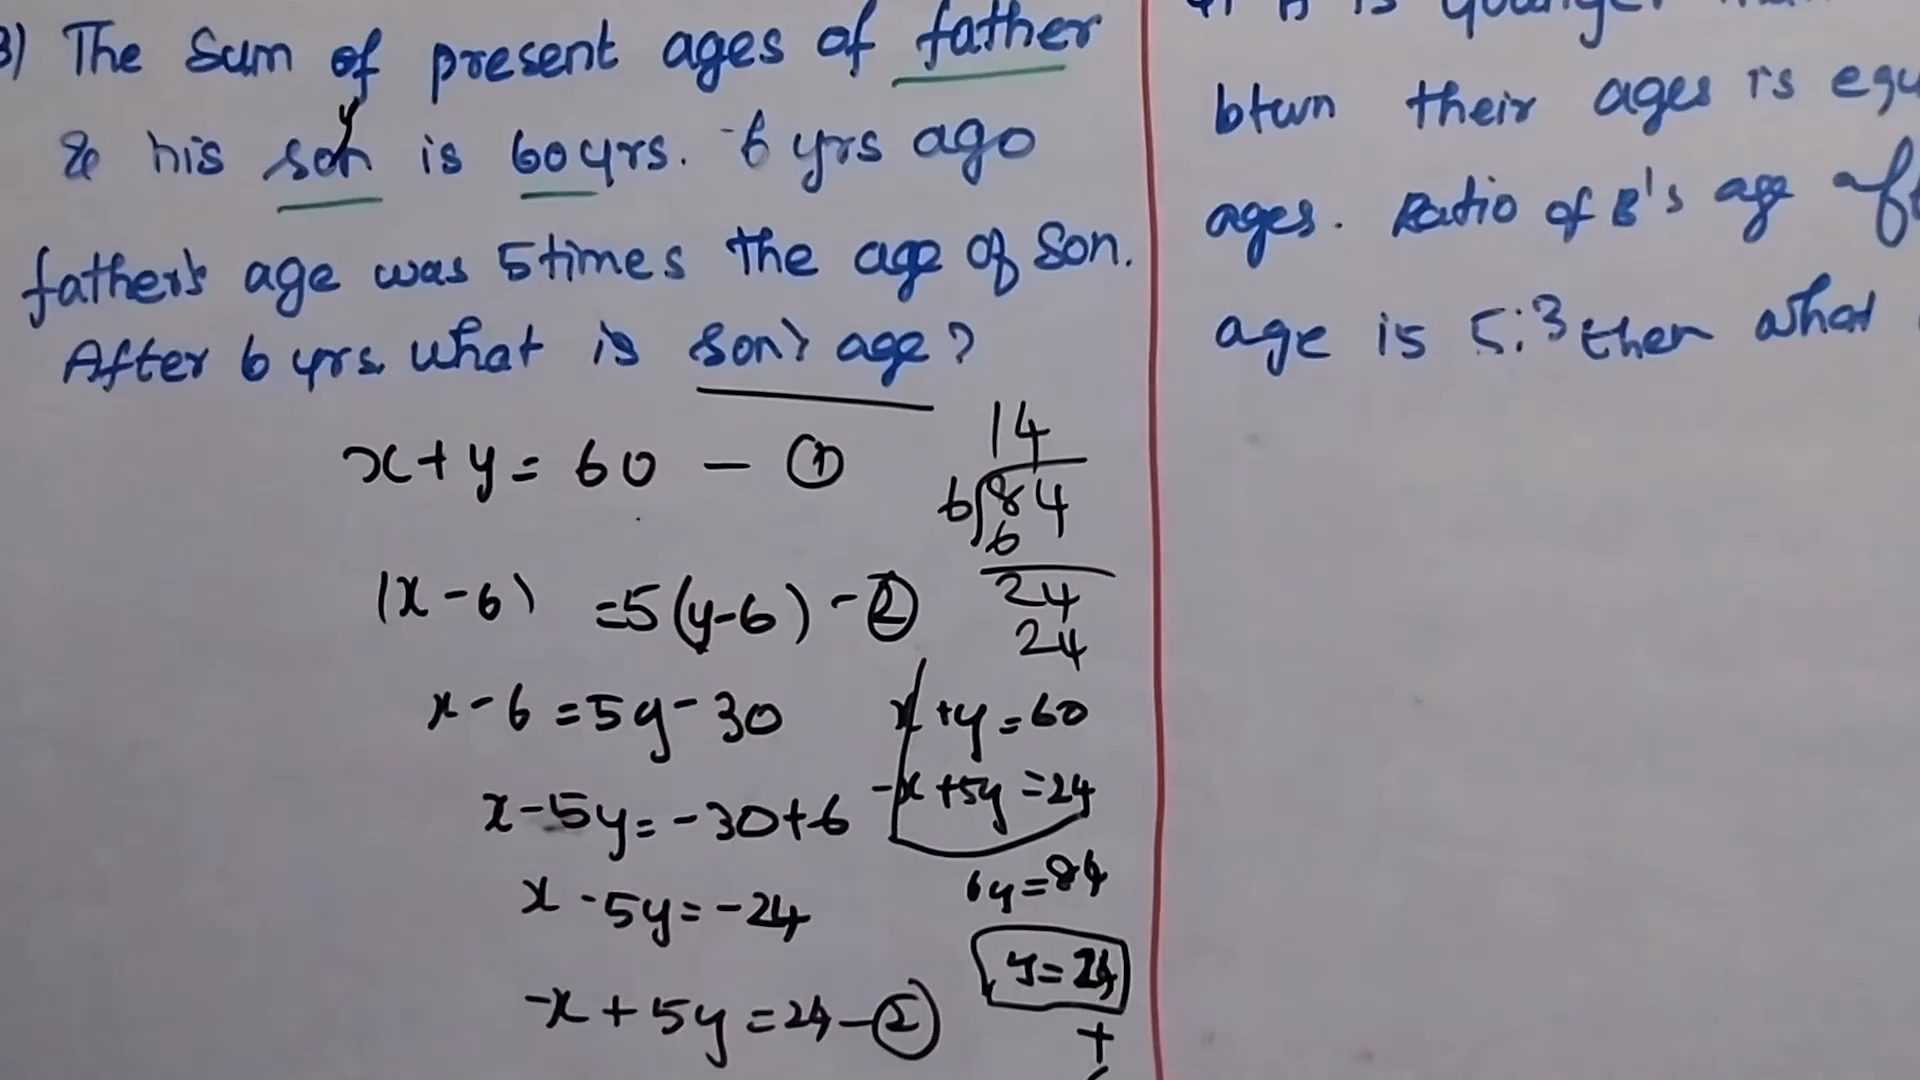 3) The Sum of present ages of father
y
& his son is 60yrs. 6 yrs ago
father's age was 5times the age of son.
After 6 yrs. what is son's age?
x+y= 60 - ①
(x-6) =5(y-6) - ②
x-6=5y-30
x-5y=-30+6
x-5y=-24
-x+5y=24-②
14
6)84
6
24
24
x+y=60
-x+5y=24
6y=84
y=
+
is younger
btwn their ages is equ
ages. Ratio of B's age aft
age is 5:3 then what